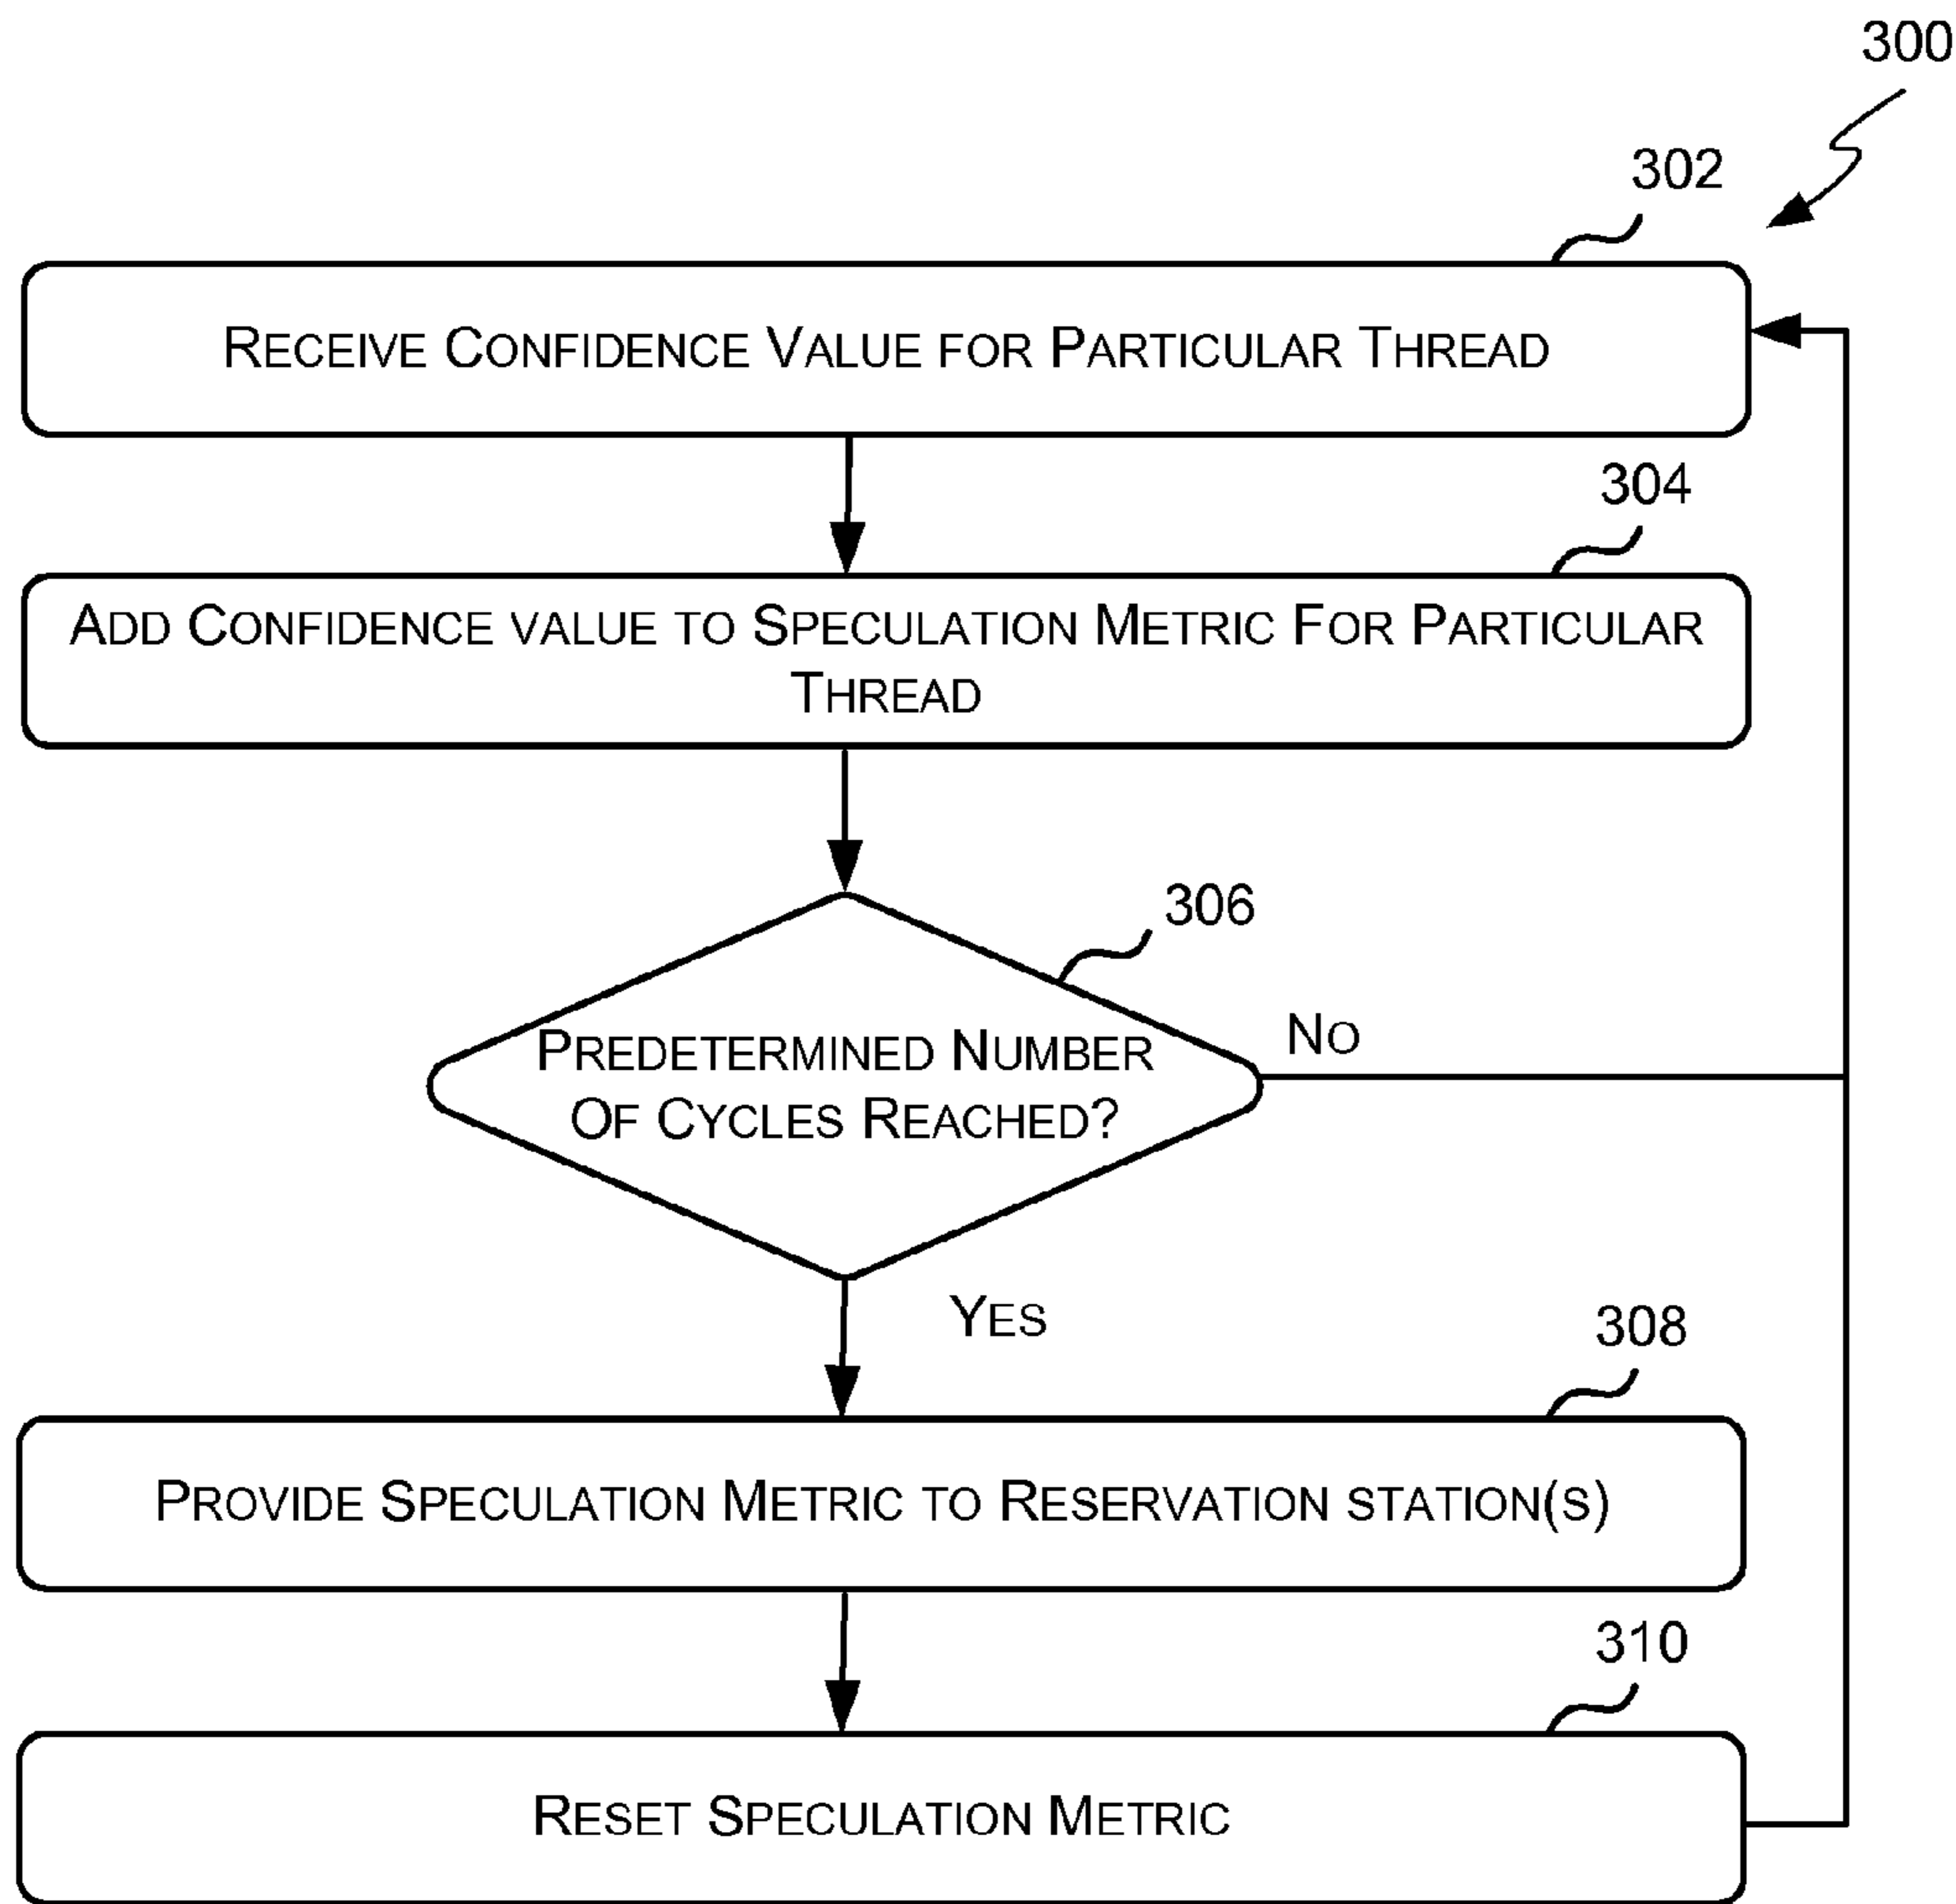 300
302
Receive Confidence Value for Particular Thread
304
Add Confidence value to Speculation Metric For Particular
Thread
306
Predetermined Number
Of Cycles Reached?
No
Yes
308
Provide Speculation Metric to Reservation station(s)
310
Reset Speculation Metric